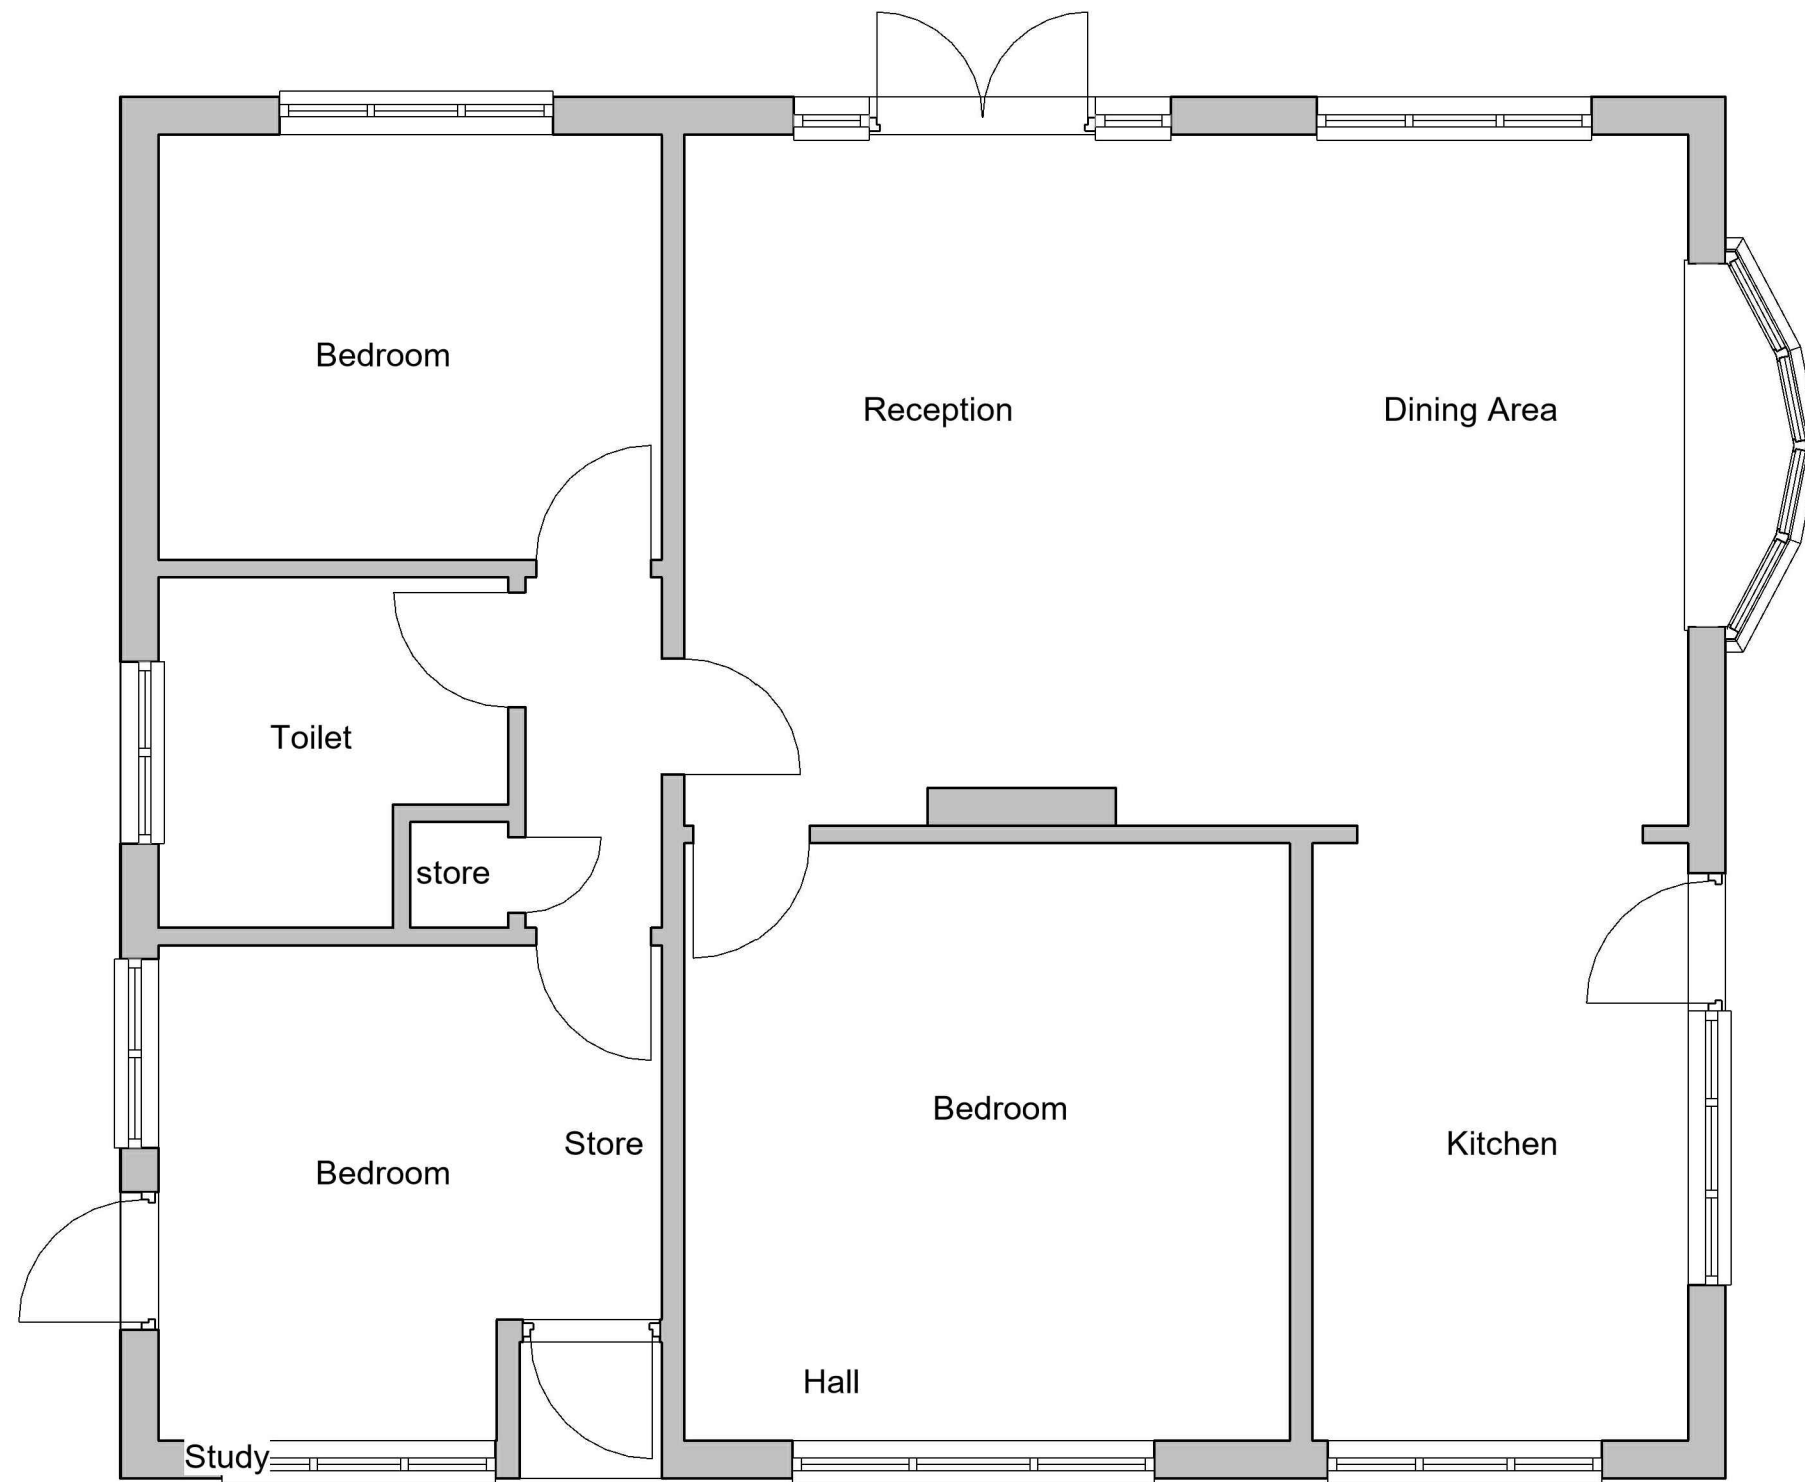 Bedroom
Reception
Dining Area
Toilet
store
Bedroom
Store
Bedroom
Kitchen
Hall
Study